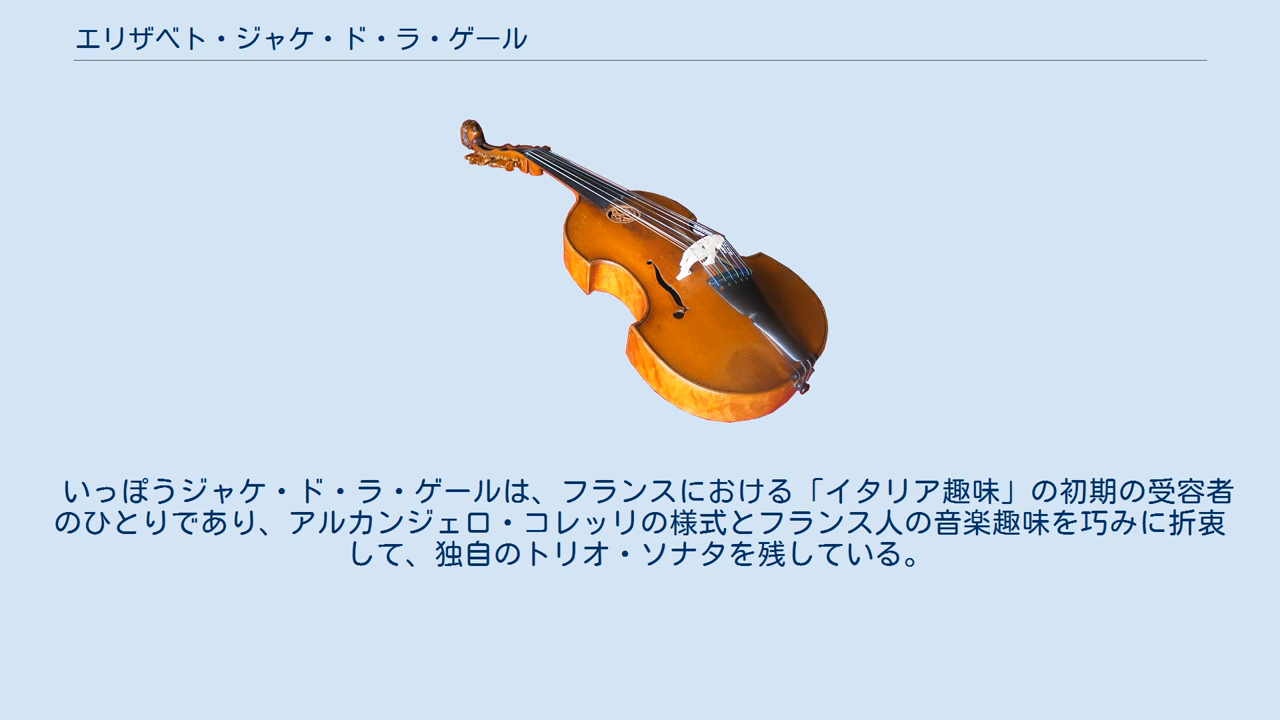 エリザベト・ジャケ・ド・ラ・ゲール
いっぽうジャケ・ド・ラ・ゲールは、フランスにおける「イタリア趣味」の初期の受容者
のひとりであり、アルカンジェロ・コレッリの様式とフランス人の音楽趣味を巧みに折衷
して、独自のトリオ・ソナタを残している。